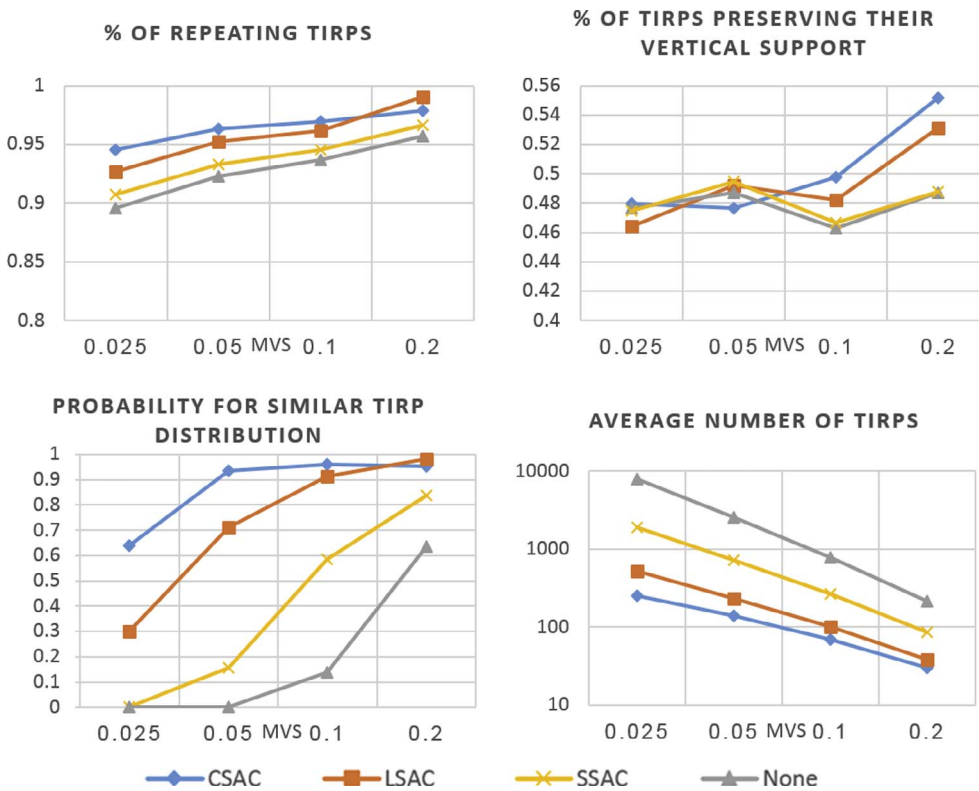 % OF REPEATING TIRPS
1
0.95
0.9
0.85
0.8
0.025 0.05 MVS 0.1 0.2
% OF TIRPS PRESERVING THEIR
VERTICAL SUPPORT
0.56
0.54
0.52
0.5
0.48
0.46
0.44
0.42
0.4
0.025 0.05 MVS 0.1 0.2
PROBABILITY FOR SIMILAR TIRP
DISTRIBUTION
1
0.9
0.8
0.7
0.6
0.5
0.4
0.3
0.2
0.1
0
0.025 0.05 MVS 0.1 0.2
AVERAGE NUMBER OF TIRPS
10000
1000
100
10
0.025 0.05 MVS 0.1 0.2
CSAC LSAC SSAC None